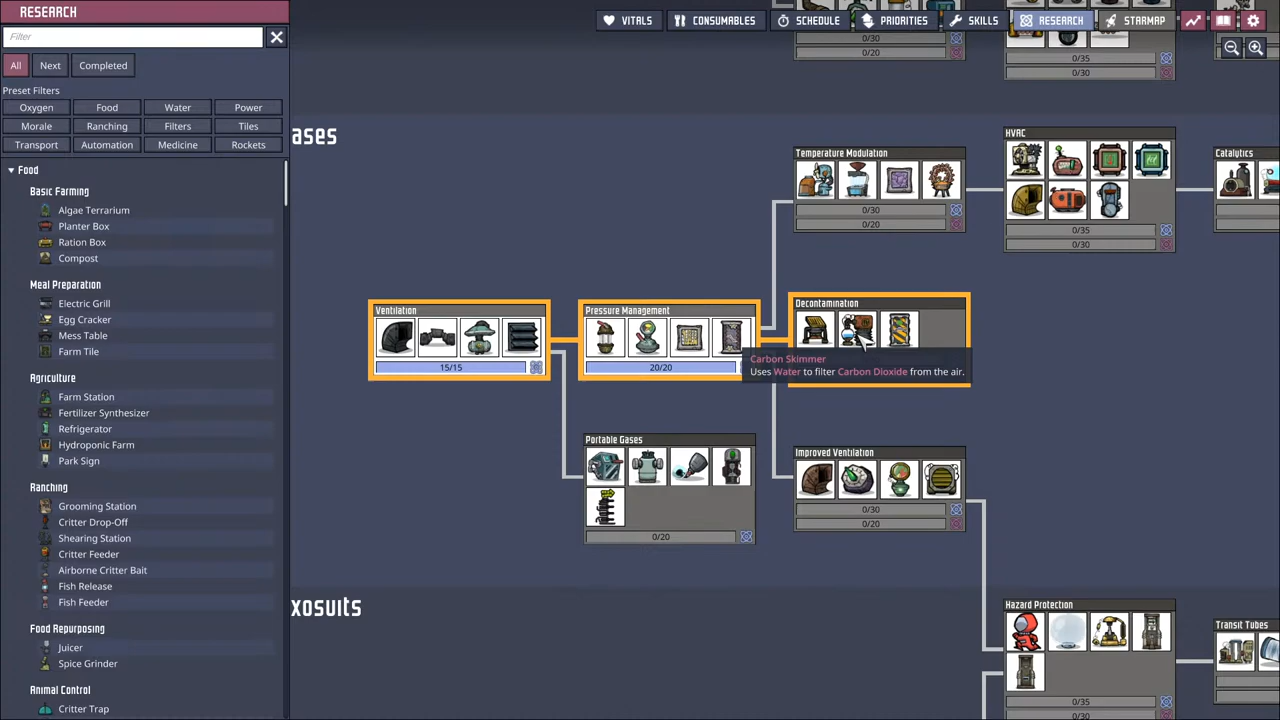 RESEARCH
Filter
All
Next
Completed
Preset Filters
Oxygen
Food
Water
Power
Morale
Ranching
Filters
Tiles
Transport
Automation
Medicine
Rockets
Food
Basic Farming
Algae Terrarium
Planter Box
Ration Box
Compost
Meal Preparation
Electric Grill
Egg Cracker
Mess Table
Farm Tile
Agriculture
Farm Station
Fertilizer Synthesizer
Refrigerator
Hydroponic Farm
Park Sign
Ranching
Grooming Station
Critter Drop-Off
Shearing Station
Critter Feeder
Airborne Critter Bait
Fish Release
Fish Feeder
Food Repurposing
Juicer
Spice Grinder
Animal Control
Critter Trap
VITALS
CONSUMABLES
SCHEDULE
PRIORITIES
SKILLS
RESEARCH
STARMAP
0/30
0/20
0/35
0/30
ases
Temperature Modulation
0/30
0/20
HVAC
0/35
0/30
Catalytics
Ventilation
15/15
Pressure Management
20/20
Decontamination
Carbon Skimmer
Uses Water to filter Carbon Dioxide from the air.
Portable Gases
0/20
Improved Ventilation
0/30
0/20
xosuits
Hazard Protection
0/35
Transit Tubes